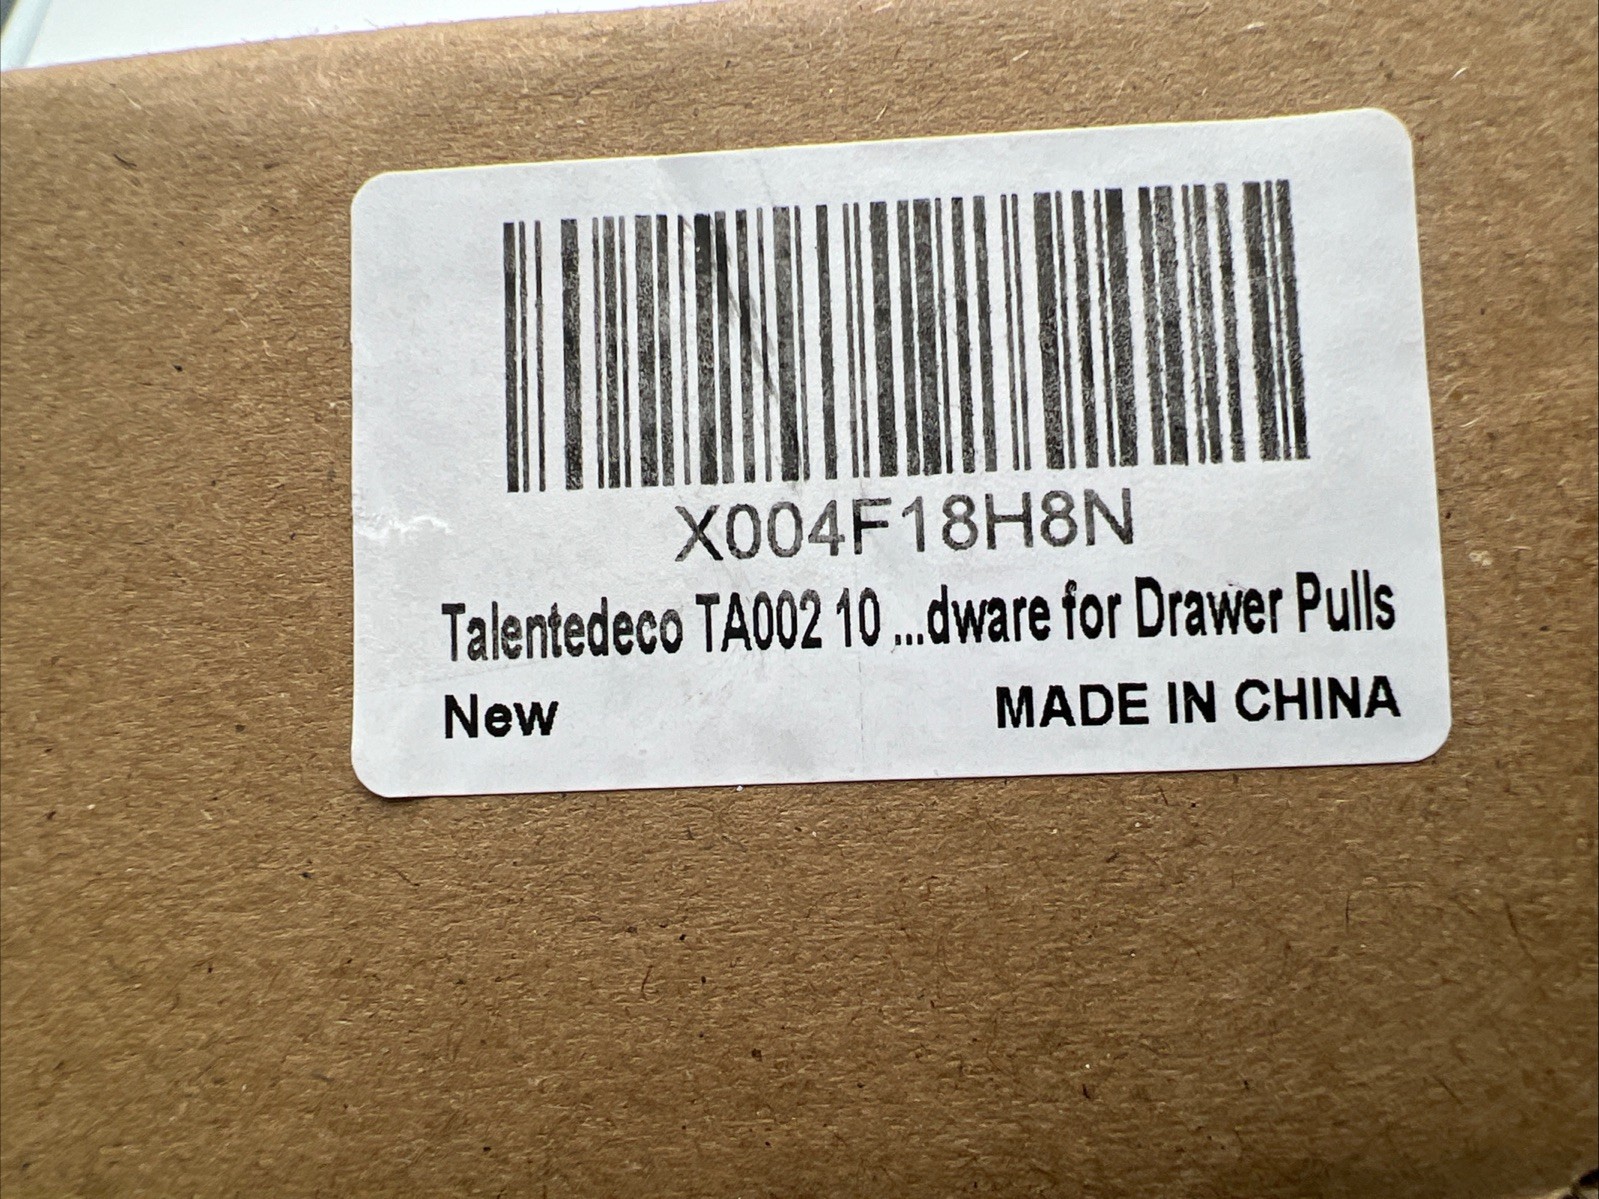 X004F18H8N
Talentedeco TA002 10 ...dware for Drawer Pulls
New MADE IN CHINA